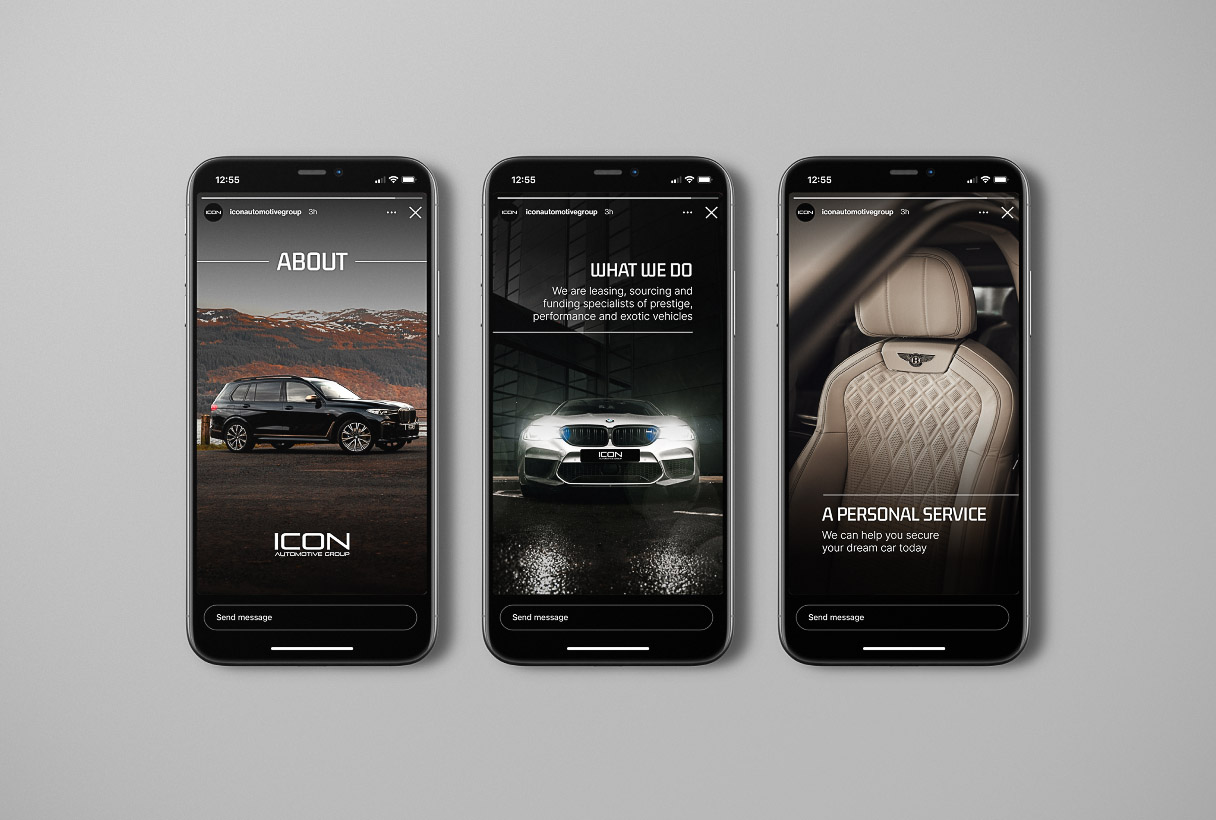 12:55
ICON iconautomotivegroup 3h
ABOUT
ICON
AUTOMOTIVE GROUP
Send message
12:55
ICON iconautomotivegroup 3h
WHAT WE DO
We are leasing, sourcing and
funding specialists of prestige,
performance and exotic vehicles
ICON
Send message
12:55
ICON iconautomotivegroup 3h
B
A PERSONAL SERVICE
We can help you secure
your dream car today
Send message